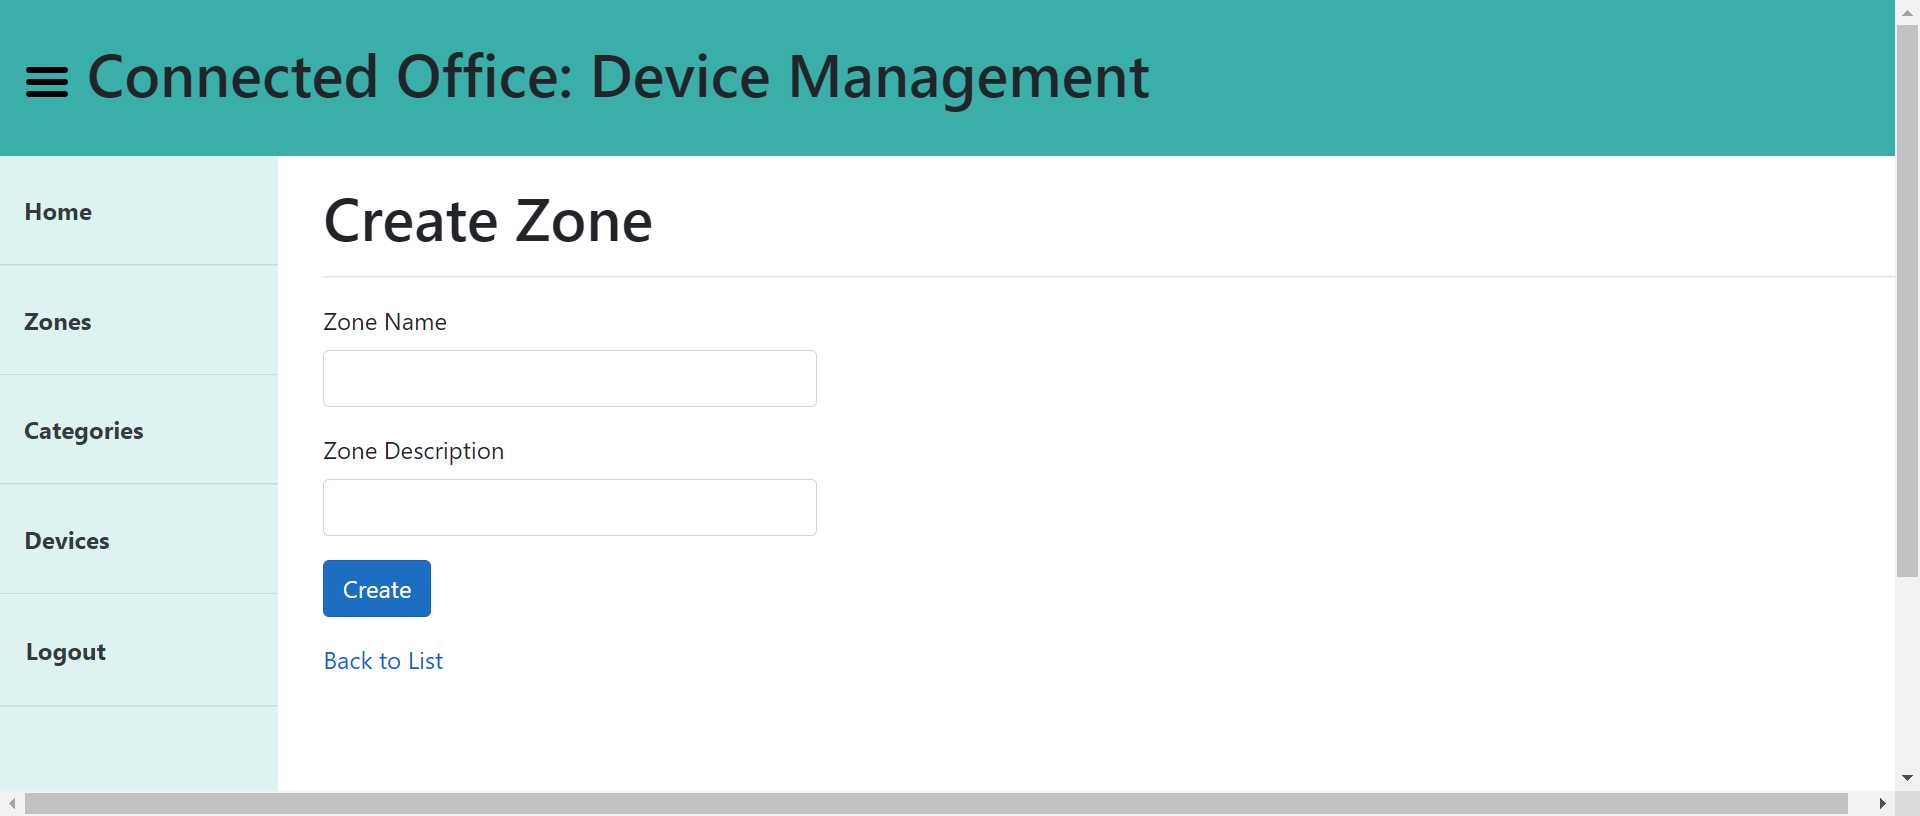 Connected Office: Device Management
Home
Zones
Categories
Devices
Logout
Create Zone
Zone Name
Zone Description
Create
Back to List